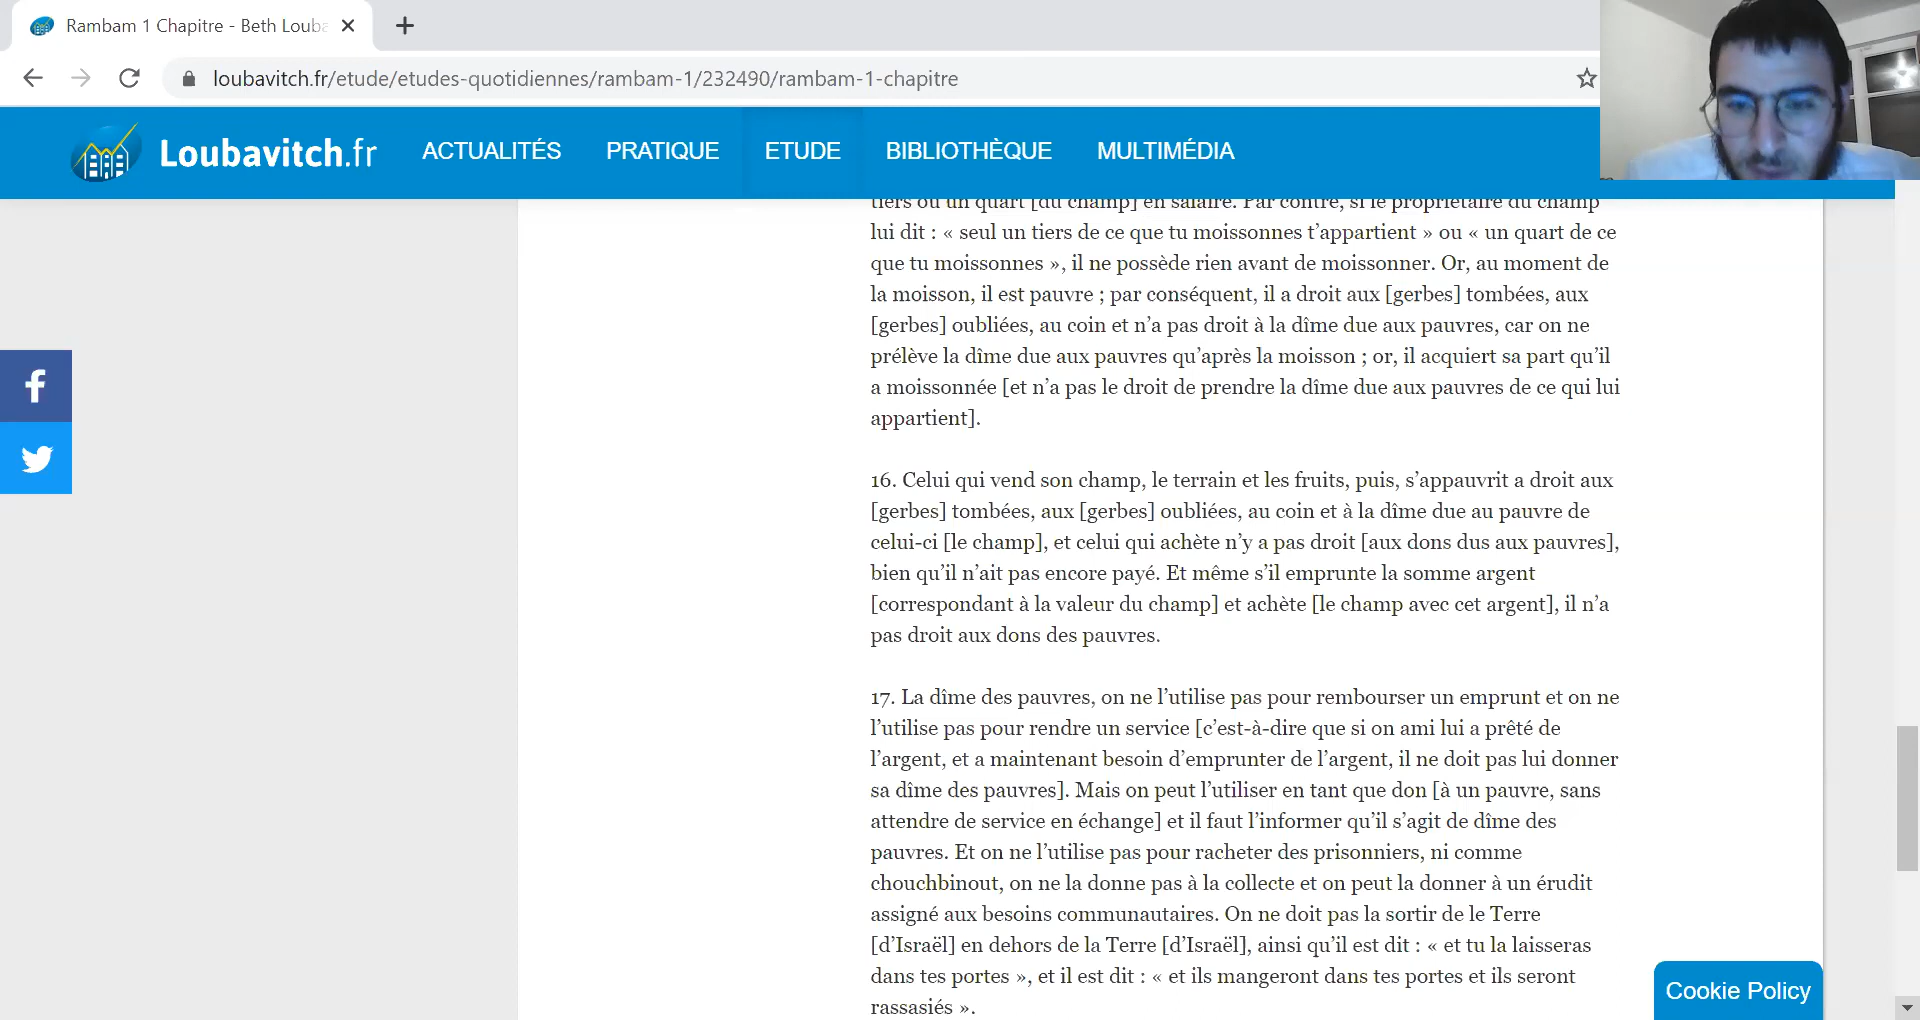 Rambam 1 Chapitre - Beth Louba
loubavitch.fr/etude/etudes-quotidiennes/rambam-1/232490/rambam-1-chapitre
Loubavitch.fr
ACTUALITÉS
PRATIQUE
ETUDE
BIBLIOTHÈQUE
MULTIMÉDIA
tiers ou un quart [du champ] en salaire. Par contre, si le propriétaire du champ
lui dit : « seul un tiers de ce que tu moissonnes t’appartient » ou « un quart de ce
que tu moissonnes », il ne possède rien avant de moissonner. Or, au moment de
la moisson, il est pauvre ; par conséquent, il a droit aux [gerbes] tombées, aux
[gerbes] oubliées, au coin et n’a pas droit à la dîme due aux pauvres, car on ne
prélève la dîme due aux pauvres qu’après la moisson ; or, il acquiert sa part qu’il
a moissonnée [et n’a pas le droit de prendre la dîme due aux pauvres de ce qui lui
appartient].
16. Celui qui vend son champ, le terrain et les fruits, puis, s’appauvrit a droit aux
[gerbes] tombées, aux [gerbes] oubliées, au coin et à la dîme due au pauvre de
celui-ci [le champ], et celui qui achète n’y a pas droit [aux dons dus aux pauvres],
bien qu’il n’ait pas encore payé. Et même s’il emprunte la somme argent
[correspondant à la valeur du champ] et achète [le champ avec cet argent], il n’a
pas droit aux dons des pauvres.
17. La dîme des pauvres, on ne l’utilise pas pour rembourser un emprunt et on ne
l’utilise pas pour rendre un service [c’est-à-dire que si on ami lui a prêté de
l’argent, et a maintenant besoin d’emprunter de l’argent, il ne doit pas lui donner
sa dîme des pauvres]. Mais on peut l’utiliser en tant que don [à un pauvre, sans
attendre de service en échange] et il faut l’informer qu’il s’agit de dîme des
pauvres. Et on ne l’utilise pas pour racheter des prisonniers, ni comme
chouchbinout, on ne la donne pas à la collecte et on peut la donner à un érudit
assigné aux besoins communautaires. On ne doit pas la sortir de le Terre
[d’Israël] en dehors de la Terre [d’Israël], ainsi qu’il est dit : « et tu la laisseras
dans tes portes », et il est dit : « et ils mangeront dans tes portes et ils seront
rassasiés ».
Cookie Policy